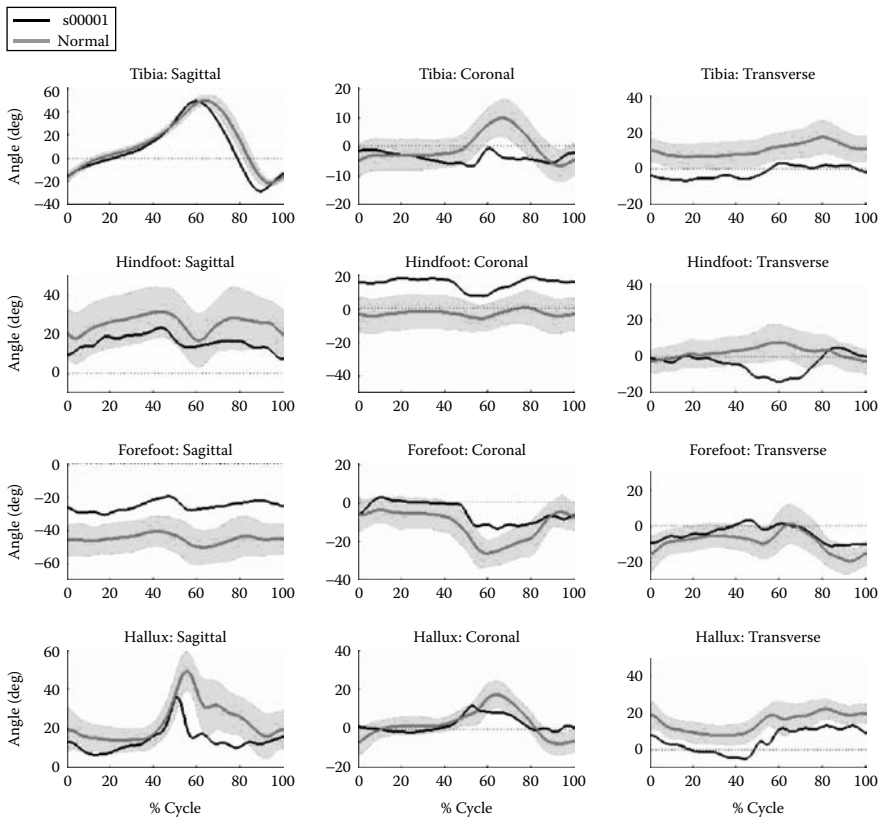 s00001
Normal
Tibia: Sagittal
Tibia: Coronal
Tibia: Transverse
Angle (deg)
60
40
20
0
−20
−40
0 20 40 60 80 100
20
10
0
−10
−20
0 20 40 60 80 100
40
20
0
−20
0 20 40 60 80 100
Hindfoot: Sagittal
Hindfoot: Coronal
Hindfoot: Transverse
Angle (deg)
40
20
0
0 20 40 60 80 100
20
0
−20
−40
0 20 40 60 80 100
40
20
0
−20
0 20 40 60 80 100
Forefoot: Sagittal
Forefoot: Coronal
Forefoot: Transverse
Angle (deg)
0
−20
−40
−60
0 20 40 60 80 100
20
0
−20
−40
0 20 40 60 80 100
20
0
−20
0 20 40 60 80 100
Hallux: Sagittal
Hallux: Coronal
Hallux: Transverse
Angle (deg)
60
40
20
0
0 20 40 60 80 100
40
20
0
−20
0 20 40 60 80 100
40
20
0
0 20 40 60 80 100
% Cycle
% Cycle
% Cycle